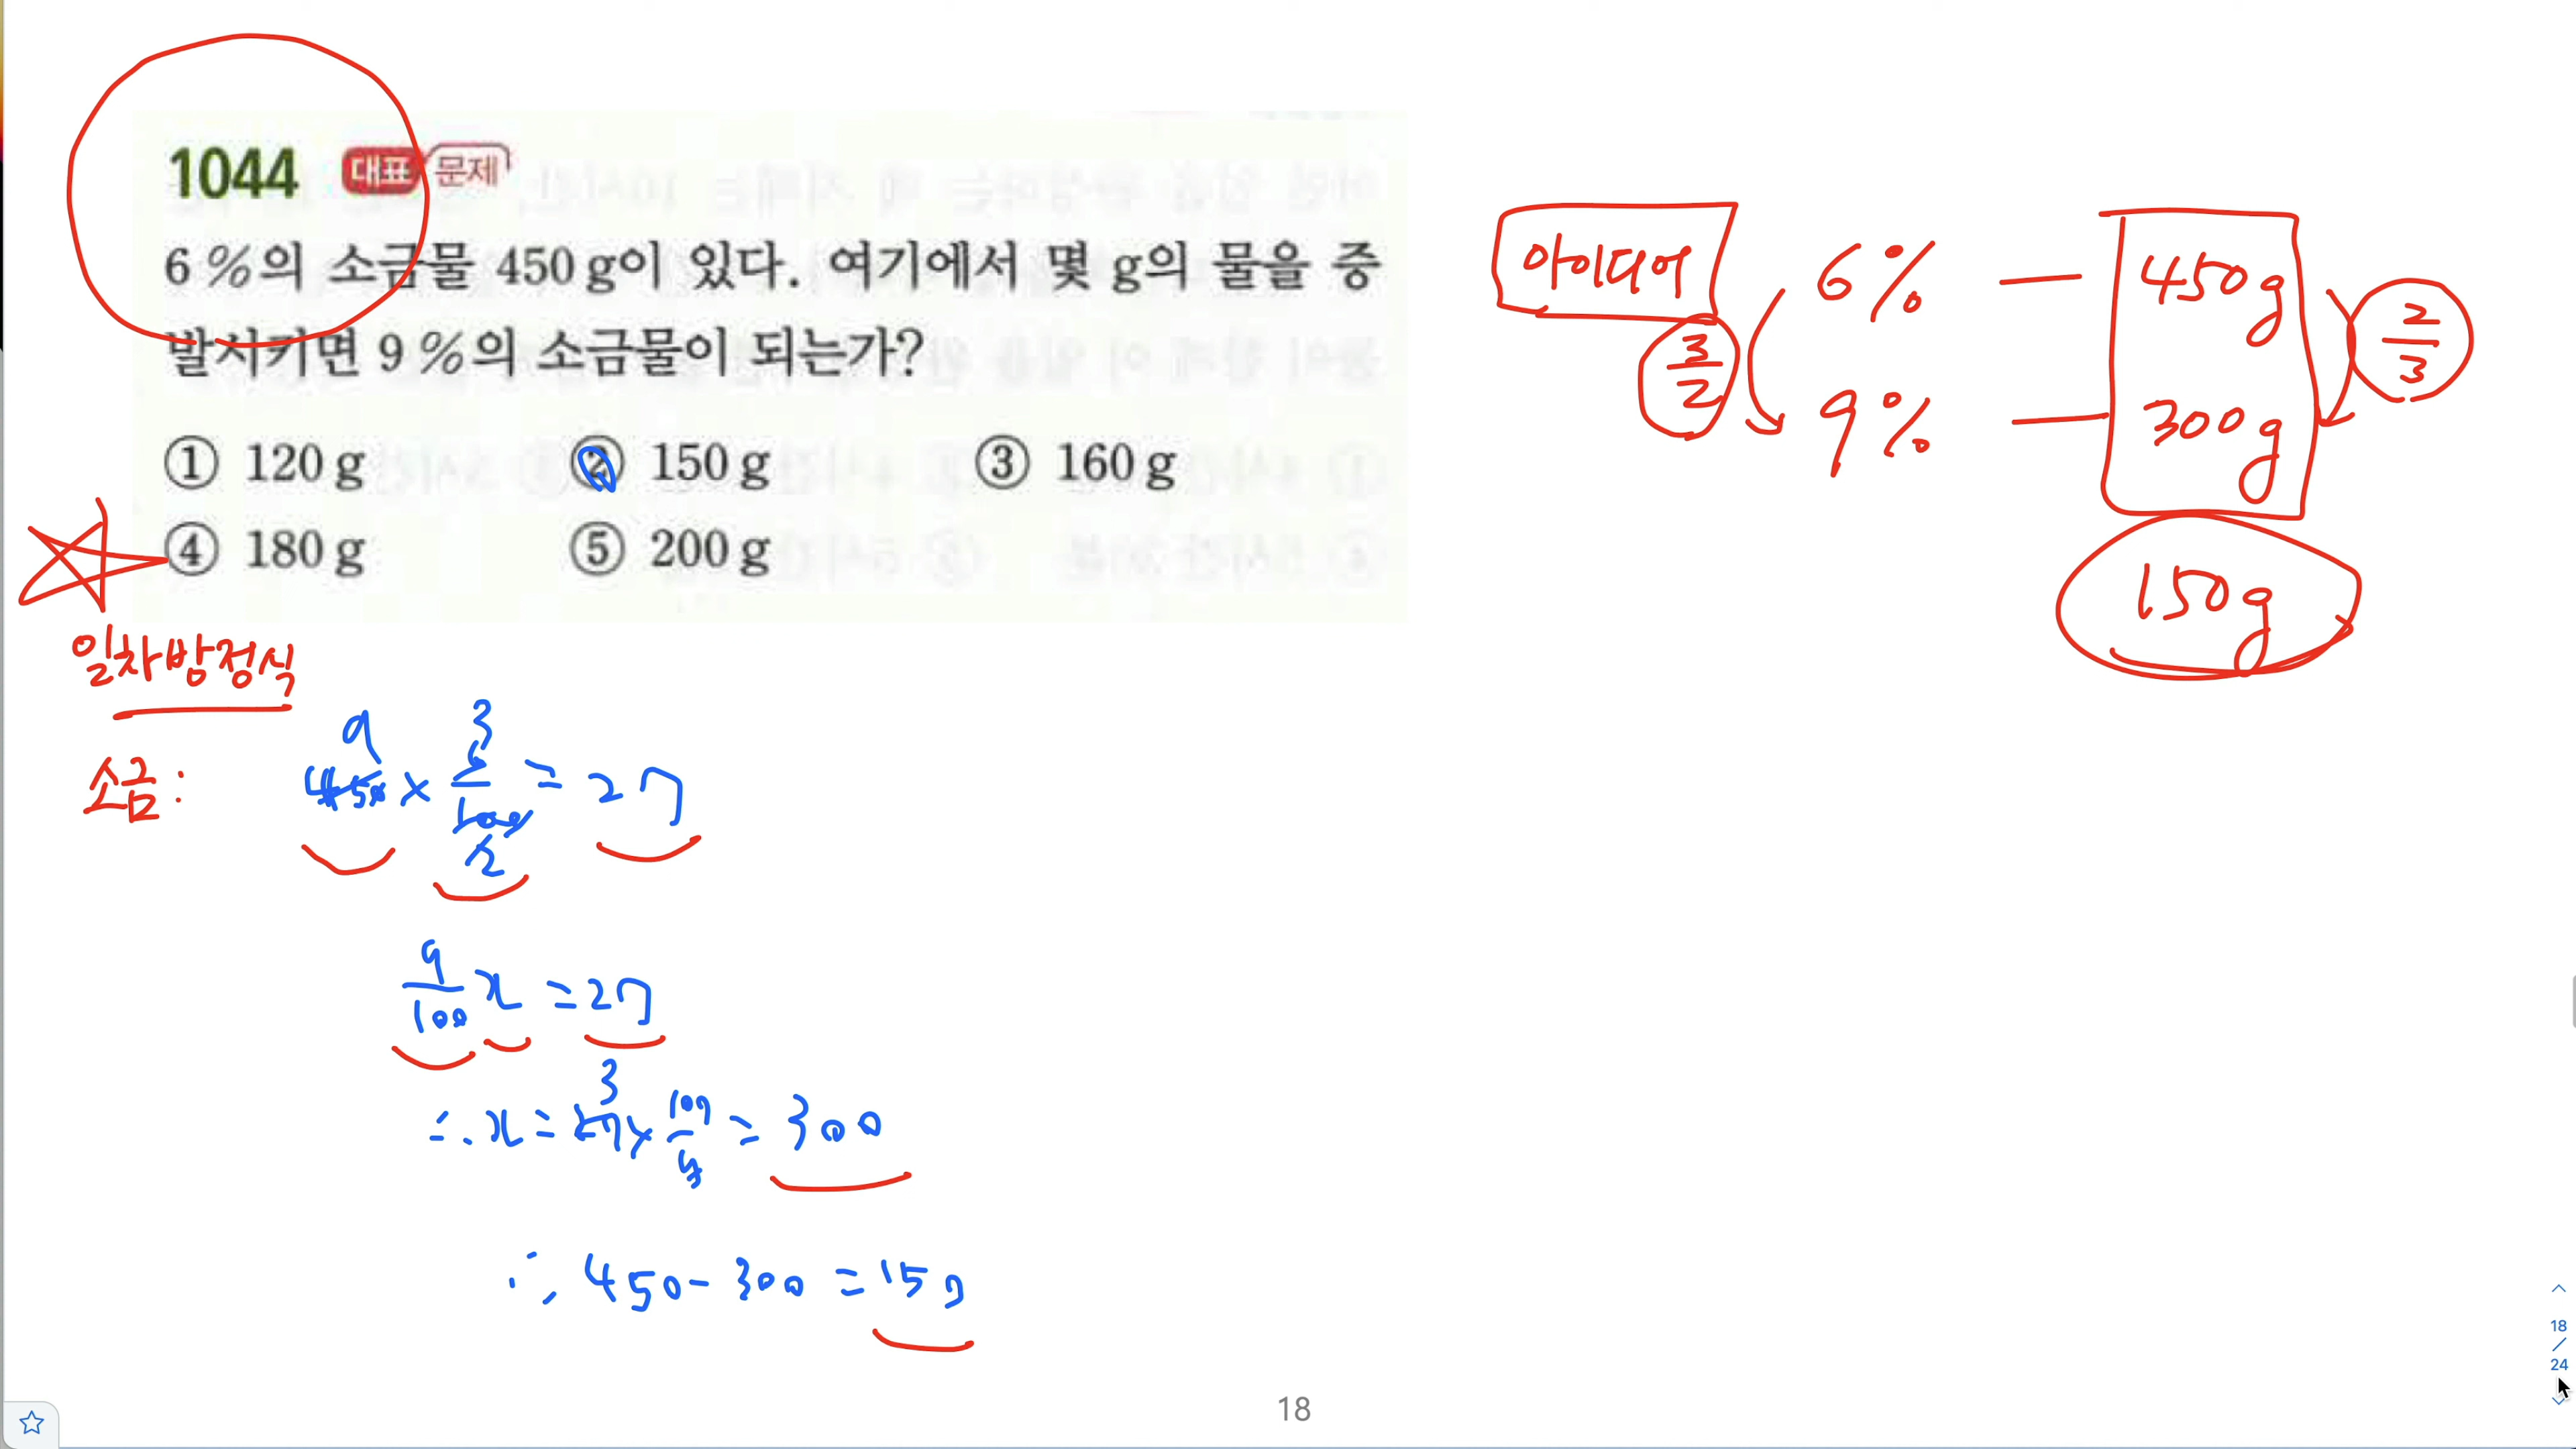 1044 대표 문제
6 %의 소금물 450 g이 있다. 여기에서 몇 g의 물을 증
발시키면 9 %의 소금물이 되는가?
① 120 g ② 150 g ③ 160 g
④ 180 g ⑤ 200 g
아이디어
6% — 450g
9% — 300g
3/2
2/3
150g
일차방정식
소금 : 450 × 6/100 = 27
9 3
2
9/100 x = 27
3
∴ x = 27 × 100/9 = 300
∴ 450 - 300 = 150
18
18
/
24